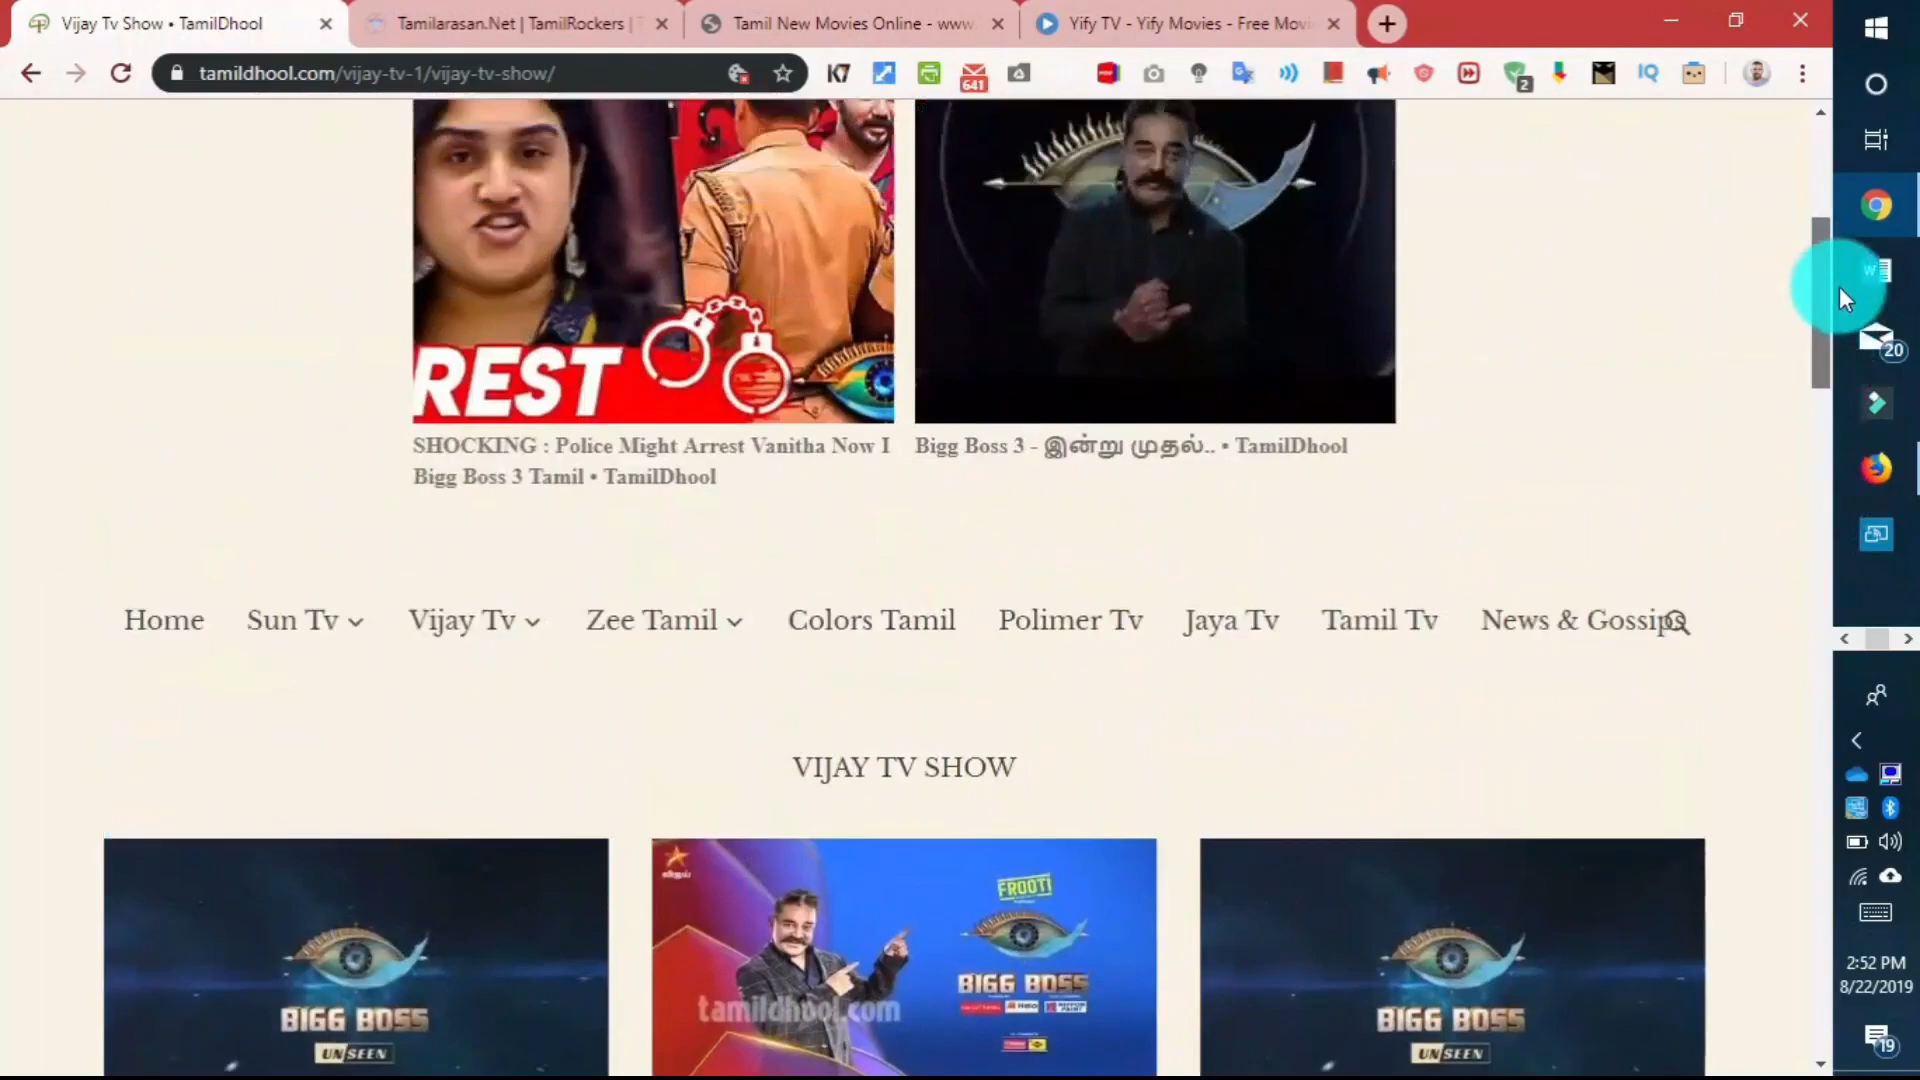 Vijay Tv Show • TamilDhool
Tamilarasan.Net | TamilRockers |
Tamil New Movies Online - www.
Yify TV - Yify Movies - Free Movi
tamildhool.com/vijay-tv-1/vijay-tv-show/
K7
641
IQ
2
W
20
REST
SHOCKING : Police Might Arrest Vanitha Now I
Bigg Boss 3 Tamil • TamilDhool
Bigg Boss 3 - இன்று முதல்.. • TamilDhool
Home Sun Tv Vijay Tv Zee Tamil Colors Tamil Polimer Tv Jaya Tv Tamil Tv News & Gossips
VIJAY TV SHOW
BIGG BOSS
UNSEEN
விஜய்
FROOTI
BIGG BOSS
tamildhool.com
BIGG BOSS
UNSEEN
2:52 PM
8/22/2019
19